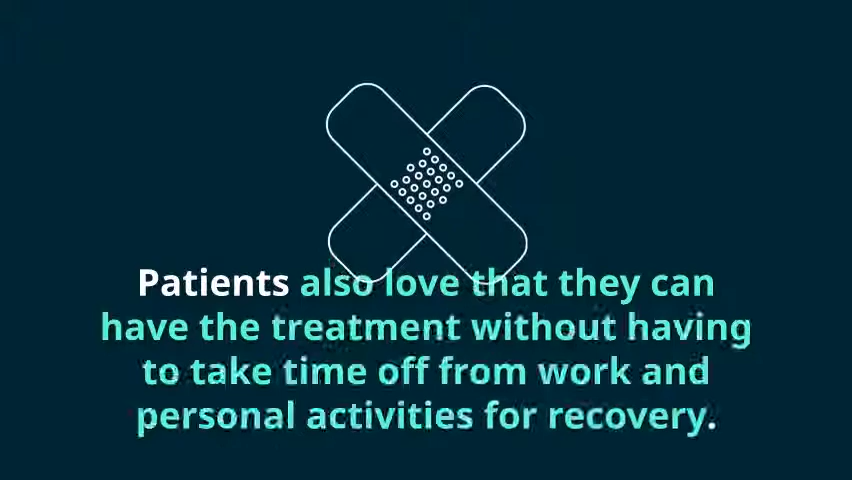 Patients also love that they can
have the treatment without having
to take time off from work and
personal activities for recovery.